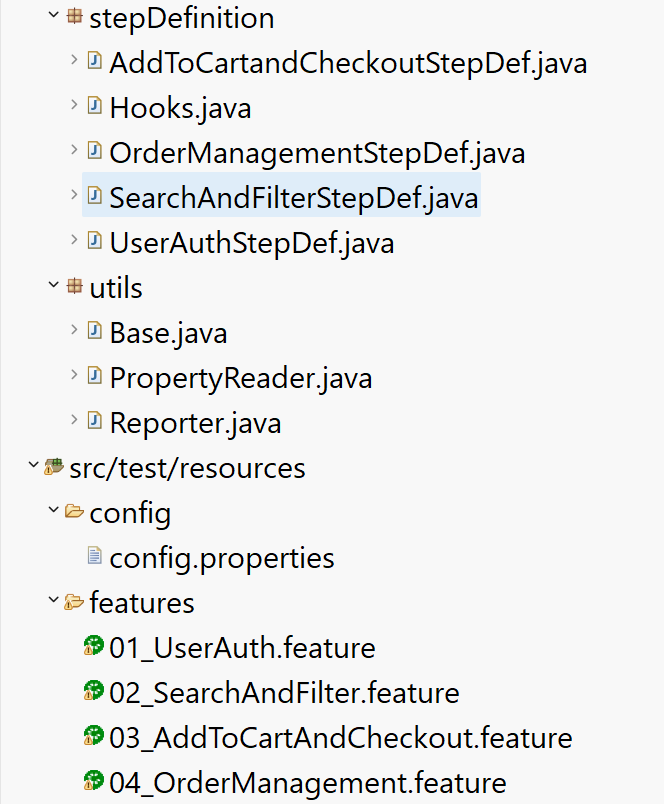 stepDefinition
AddToCartandCheckoutStepDef.java
Hooks.java
OrderManagementStepDef.java
SearchAndFilterStepDef.java
UserAuthStepDef.java
utils
Base.java
PropertyReader.java
Reporter.java
src/test/resources
config
config.properties
features
01_UserAuth.feature
02_SearchAndFilter.feature
03_AddToCartAndCheckout.feature
04_OrderManagement.feature